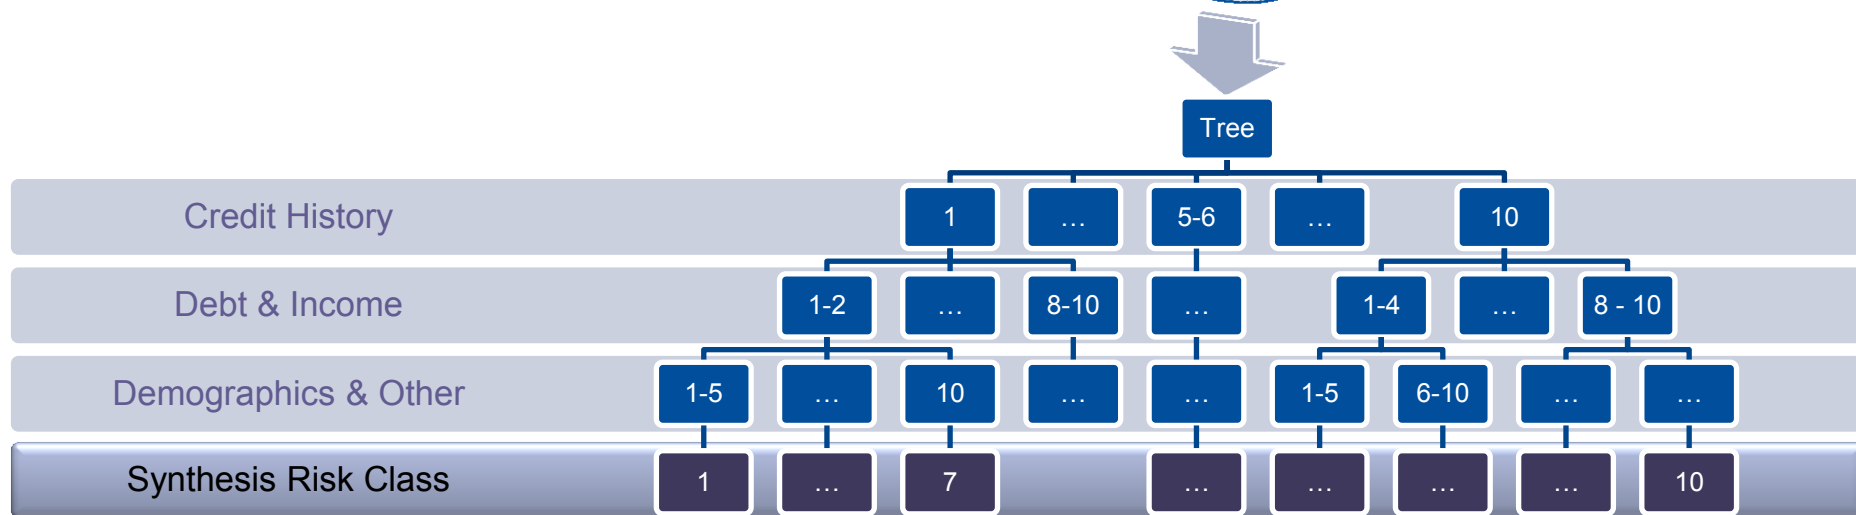 Tree
Credit History 1 … 5-6 … 10
Debt & Income 1-2 … 8-10 … 1-4 … 8 - 10
Demographics & Other 1-5 … 10 … … 1-5 6-10 … …
Synthesis Risk Class 1 … 7 … … … … 10